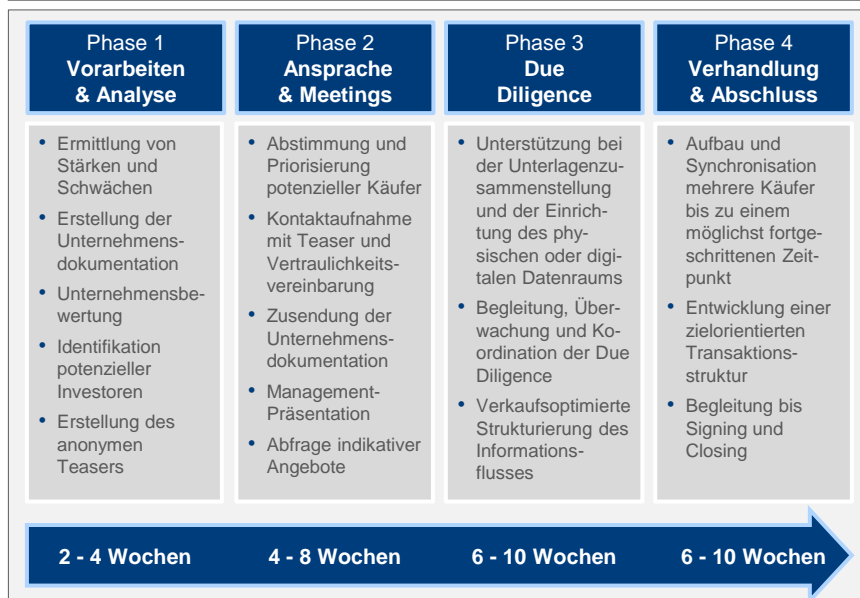 Phase 1
Vorarbeiten
& Analyse
Phase 2
Ansprache
& Meetings
Phase 3
Due
Diligence
Phase 4
Verhandlung
& Abschluss
• Ermittlung von
Stärken und
Schwächen
• Erstellung der
Unternehmens-
dokumentation
• Unternehmensbe-
wertung
• Identifikation
potenzieller
Investoren
• Erstellung des
anonymen
Teasers
• Abstimmung und
Priorisierung
potenzieller Käufer
• Kontaktaufnahme
mit Teaser und
Vertraulichkeits-
vereinbarung
• Zusendung der
Unternehmens-
dokumentation
• Management-
Präsentation
• Abfrage indikativer
Angebote
• Unterstützung bei
der Unterlagenzu-
sammenstellung
und der Einrich-
tung des phy-
sischen oder digi-
talen Datenraums
• Begleitung, Über-
wachung und Ko-
ordination der Due
Diligence
• Verkaufsoptimierte
Strukturierung des
Informations-
flusses
• Aufbau und
Synchronisation
mehrere Käufer
bis zu einem
möglichst fortge-
schrittenen Zeit-
punkt
• Entwicklung einer
zielorientierten
Transaktions-
struktur
• Begleitung bis
Signing und
Closing
2 - 4 Wochen
4 - 8 Wochen
6 - 10 Wochen
6 - 10 Wochen